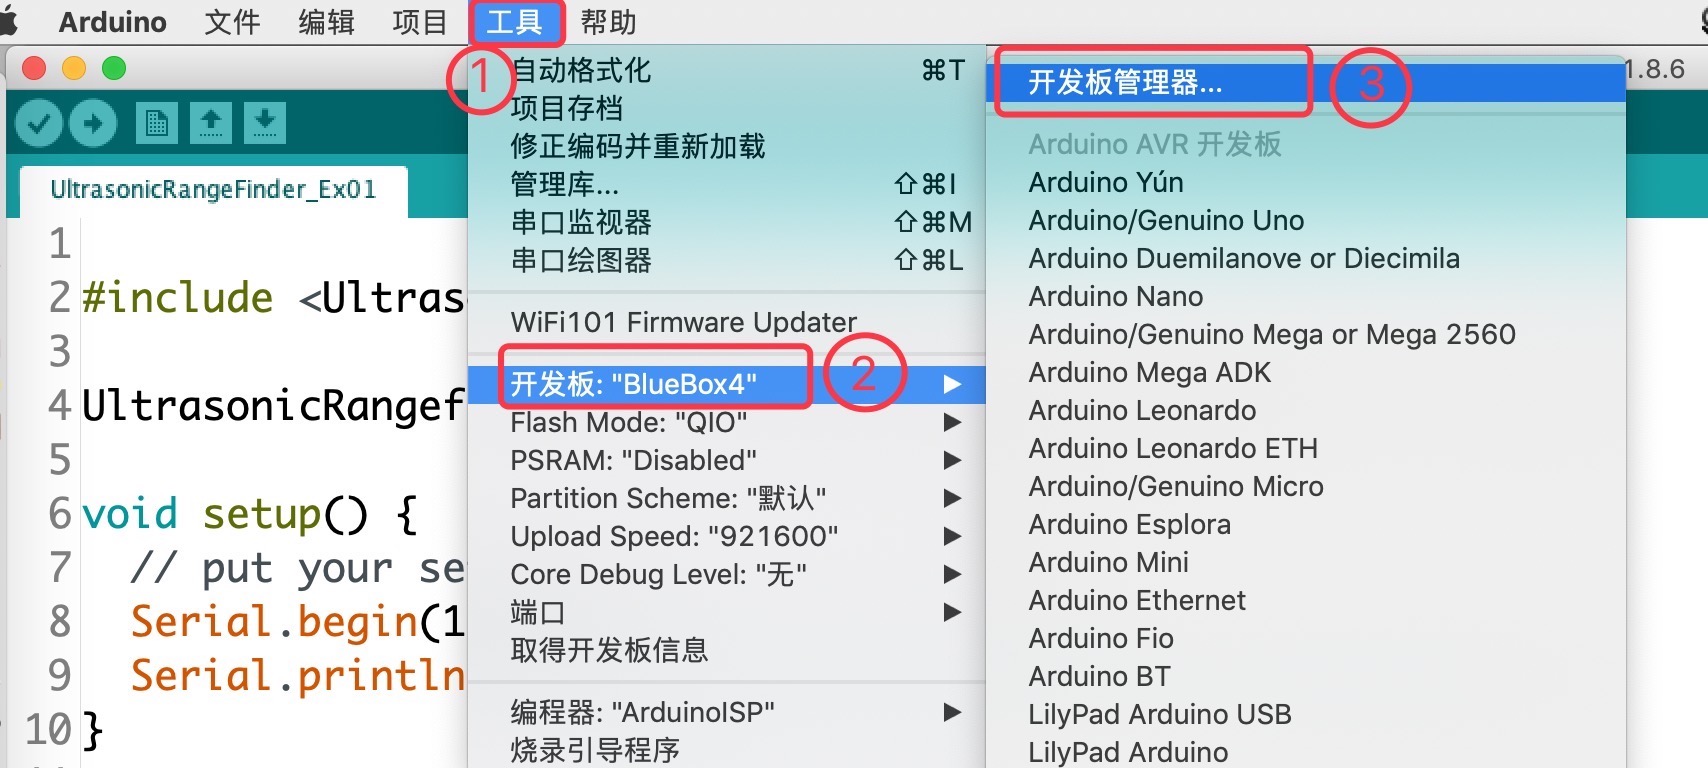 Arduino 文件 编辑 项目 工具 帮助
1.8.6
UltrasonicRangeFinder_Ex01
1
2 #include <Ultras
3
4 UltrasonicRangef
5
6 void setup() {
7 // put your se
8 Serial.begin(1
9 Serial.println
10 }
1
自动格式化 ⌘T
项目存档
修正编码并重新加载
管理库... ⇧⌘I
串口监视器 ⇧⌘M
串口绘图器 ⇧⌘L
WiFi101 Firmware Updater
开发板: "BlueBox4" ▶
2
Flash Mode: "QIO" ▶
PSRAM: "Disabled" ▶
Partition Scheme: "默认" ▶
Upload Speed: "921600" ▶
Core Debug Level: "无" ▶
端口 ▶
取得开发板信息
编程器: "ArduinoISP" ▶
烧录引导程序
开发板管理器...
3
Arduino AVR 开发板
Arduino Yún
Arduino/Genuino Uno
Arduino Duemilanove or Diecimila
Arduino Nano
Arduino/Genuino Mega or Mega 2560
Arduino Mega ADK
Arduino Leonardo
Arduino Leonardo ETH
Arduino/Genuino Micro
Arduino Esplora
Arduino Mini
Arduino Ethernet
Arduino Fio
Arduino BT
LilyPad Arduino USB
LilyPad Arduino